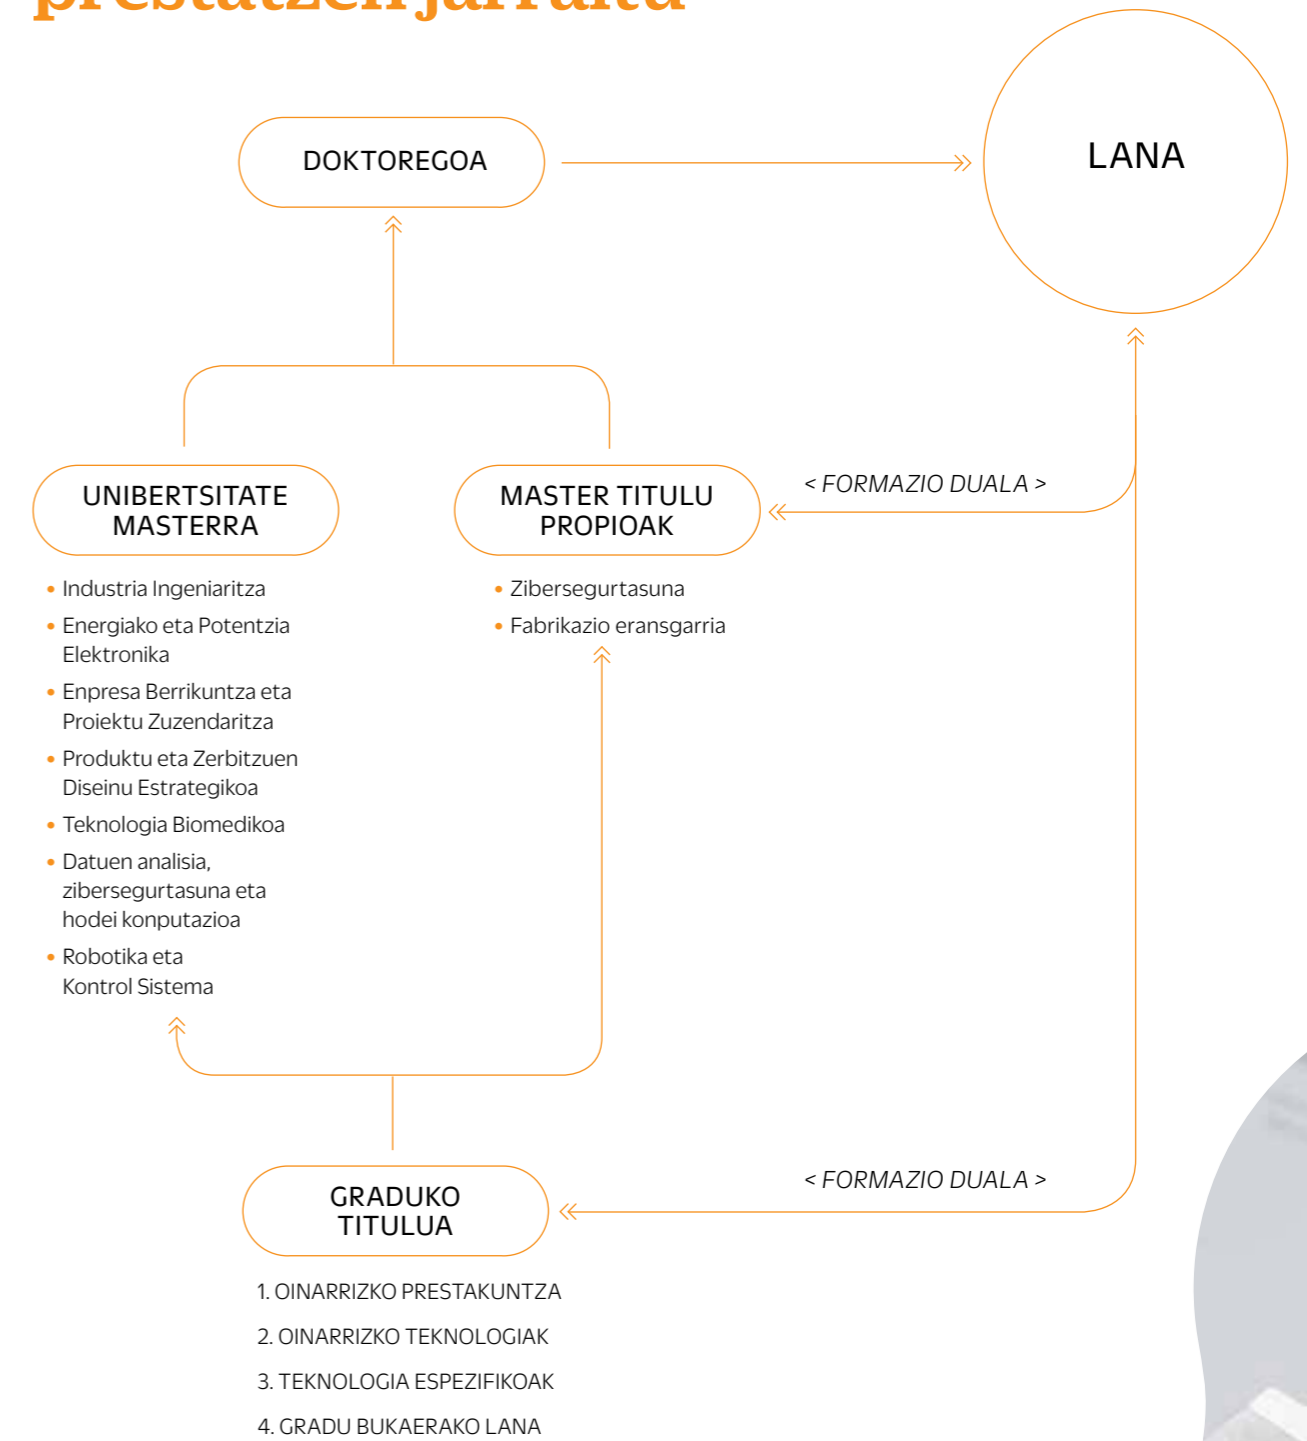 prestatzen jarraitu
DOKTOREGOA
LANA
UNIBERTSITATE
MASTERRA
• Industria Ingeniaritza
• Energiako eta Potentzia
Elektronika
• Enpresa Berrikuntza eta
Proiektu Zuzendaritza
• Produktu eta Zerbitzuen
Diseinu Estrategikoa
• Teknologia Biomedikoa
• Datuen analisia,
zibersegurtasuna eta
hodei konputazioa
• Robotika eta
Kontrol Sistema
MASTER TITULU
PROPIOAK
• Zibersegurtasuna
• Fabrikazio eransgarria
< FORMAZIO DUALA >
GRADUKO
TITULUA
< FORMAZIO DUALA >
1. OINARRIZKO PRESTAKUNTZA
2. OINARRIZKO TEKNOLOGIAK
3. TEKNOLOGIA ESPEZIFIKOAK
4. GRADU BUKAERAKO LANA